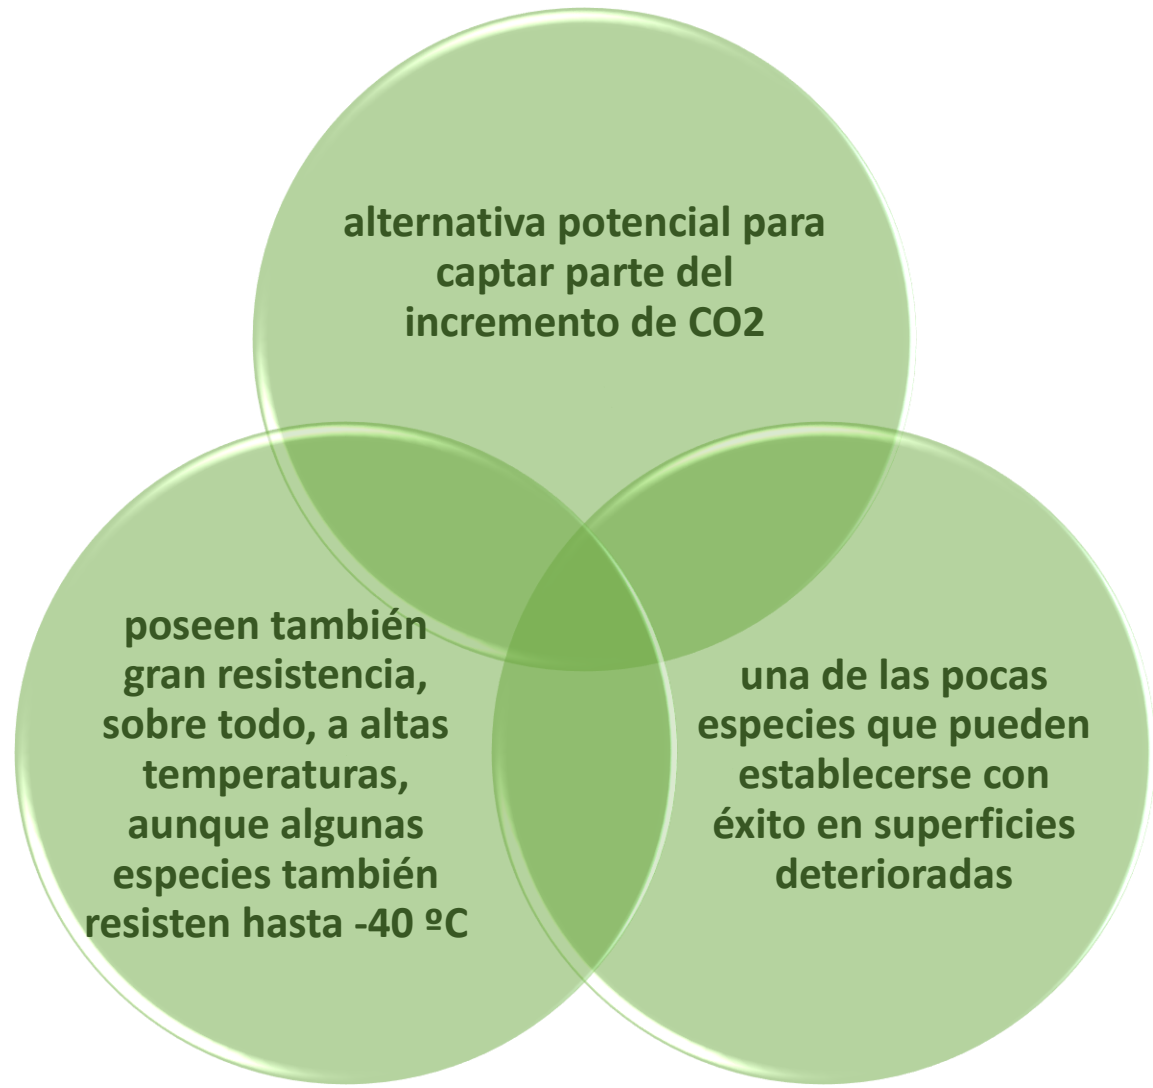 alternativa potencial para
captar parte del
incremento de CO2
poseen también
gran resistencia,
sobre todo, a altas
temperaturas,
aunque algunas
especies también
resisten hasta -40 ºC
una de las pocas
especies que pueden
establecerse con
éxito en superficies
deterioradas